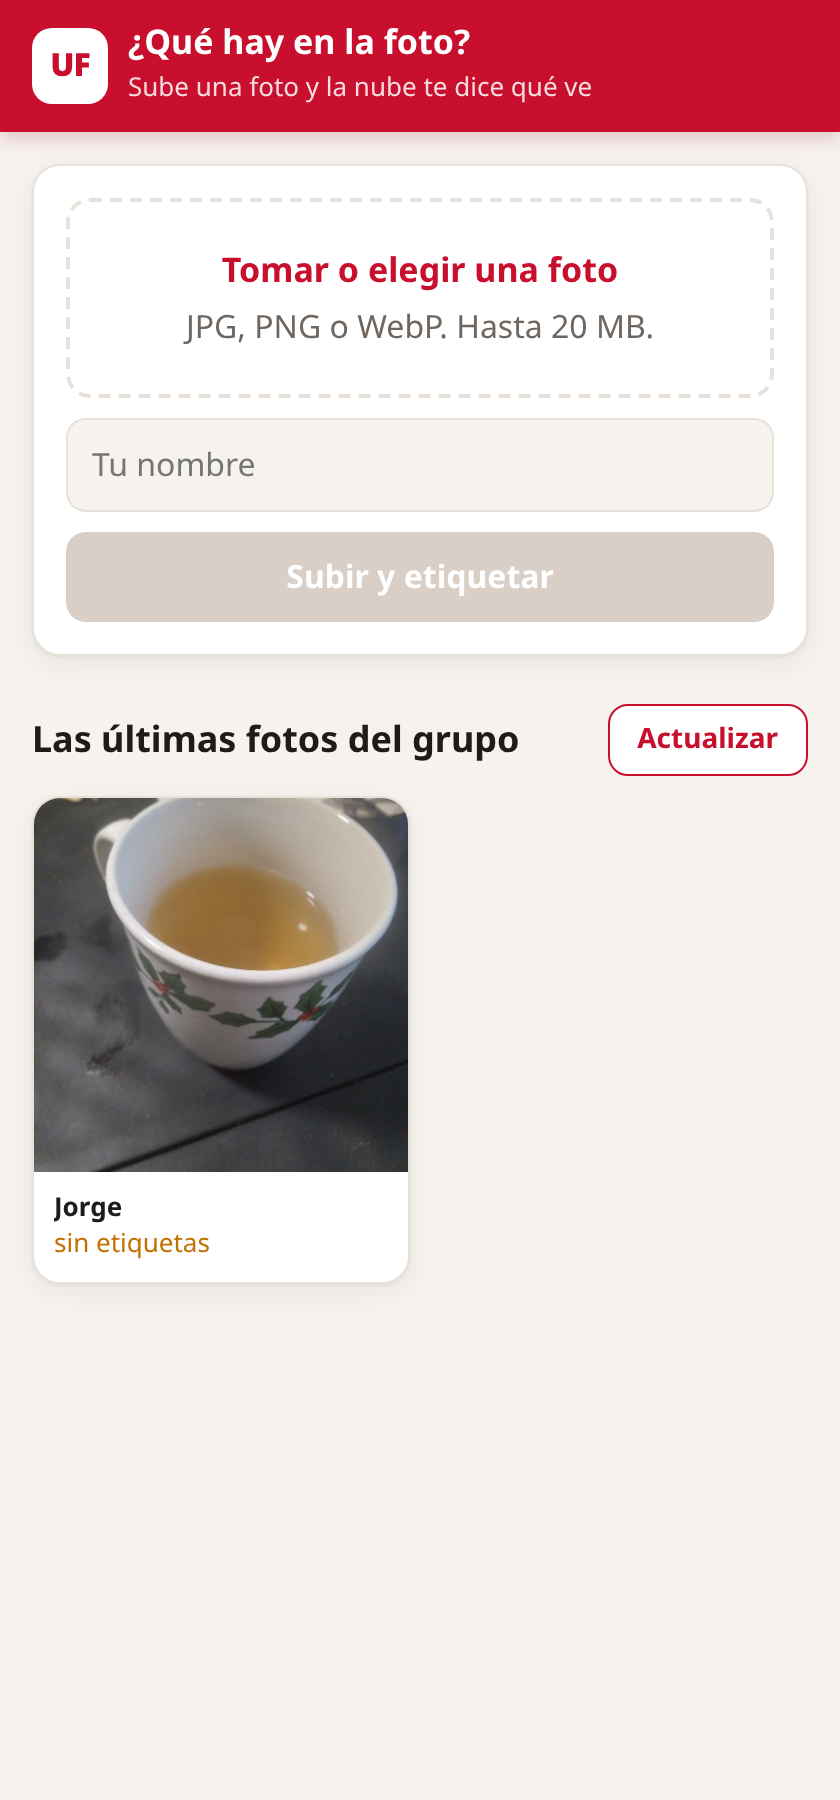 UF
¿Qué hay en la foto?
Sube una foto y la nube te dice qué ve
Tomar o elegir una foto
JPG, PNG o WebP. Hasta 20 MB.
Tu nombre
Subir y etiquetar
Las últimas fotos del grupo
Actualizar
Jorge
sin etiquetas